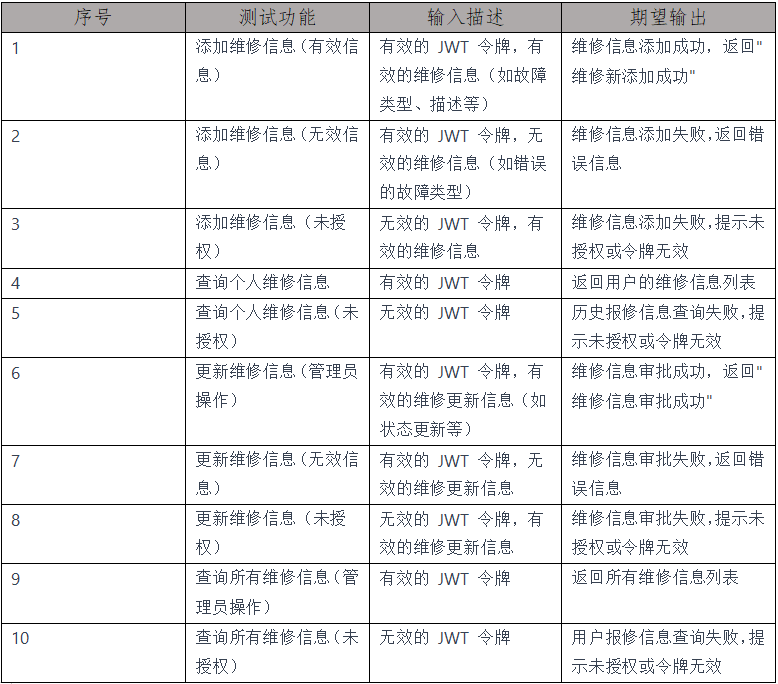 序号 测试功能 输入描述 期望输出
1 添加维修信息（有效信 有效的 JWT 令牌，有 维修信息添加成功，返回"
息） 效的维修信息（如故障 维修新添加成功"
类型、描述等）
2 添加维修信息（无效信 有效的 JWT 令牌，无 维修信息添加失败，返回错
息） 效的维修信息（如错误 误信息
的故障类型）
3 添加维修信息（未授 无效的 JWT 令牌，有 维修信息添加失败，提示未
权） 效的维修信息 授权或令牌无效
4 查询个人维修信息 有效的 JWT 令牌 返回用户的维修信息列表
5 查询个人维修信息（未 无效的 JWT 令牌 历史报修信息查询失败，提
授权） 示未授权或令牌无效
6 更新维修信息（管理员 有效的 JWT 令牌，有 维修信息审批成功，返回"
操作） 效的维修更新信息（如 维修信息审批成功"
状态更新等）
7 更新维修信息（无效信 有效的 JWT 令牌，无 维修信息审批失败，返回错
息） 效的维修更新信息 误信息
8 更新维修信息（未授 无效的 JWT 令牌，有 维修信息审批失败，提示未
权） 效的维修更新信息 授权或令牌无效
9 查询所有维修信息（管 有效的 JWT 令牌 返回所有维修信息列表
理员操作）
10 查询所有维修信息（未 无效的 JWT 令牌 用户报修信息查询失败，提
授权） 示未授权或令牌无效